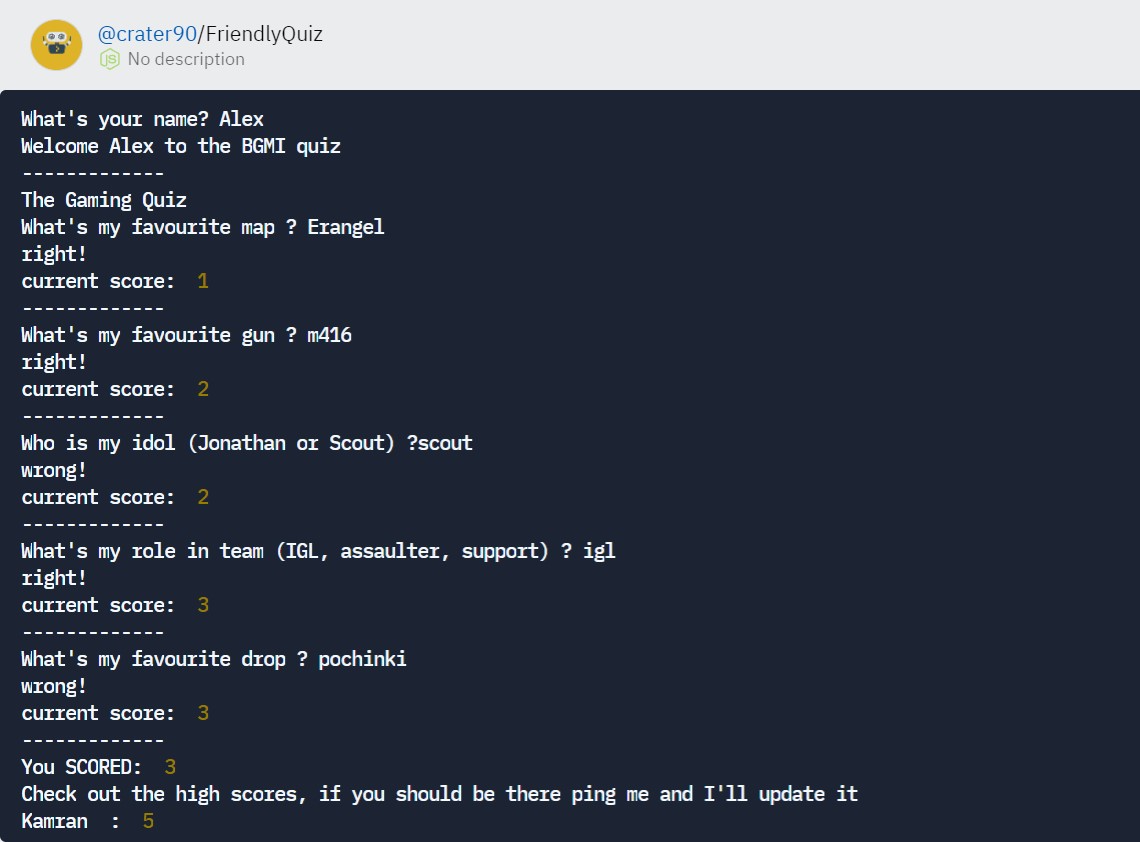 @crater90/FriendlyQuiz
JS No description
What's your name? Alex
Welcome Alex to the BGMI quiz
-------------
The Gaming Quiz
What's my favourite map ? Erangel
right!
current score:  1
-------------
What's my favourite gun ? m416
right!
current score:  2
-------------
Who is my idol (Jonathan or Scout) ?scout
wrong!
current score:  2
-------------
What's my role in team (IGL, assaulter, support) ? igl
right!
current score:  3
-------------
What's my favourite drop ? pochinki
wrong!
current score:  3
-------------
You SCORED:  3
Check out the high scores, if you should be there ping me and I'll update it
Kamran  :  5